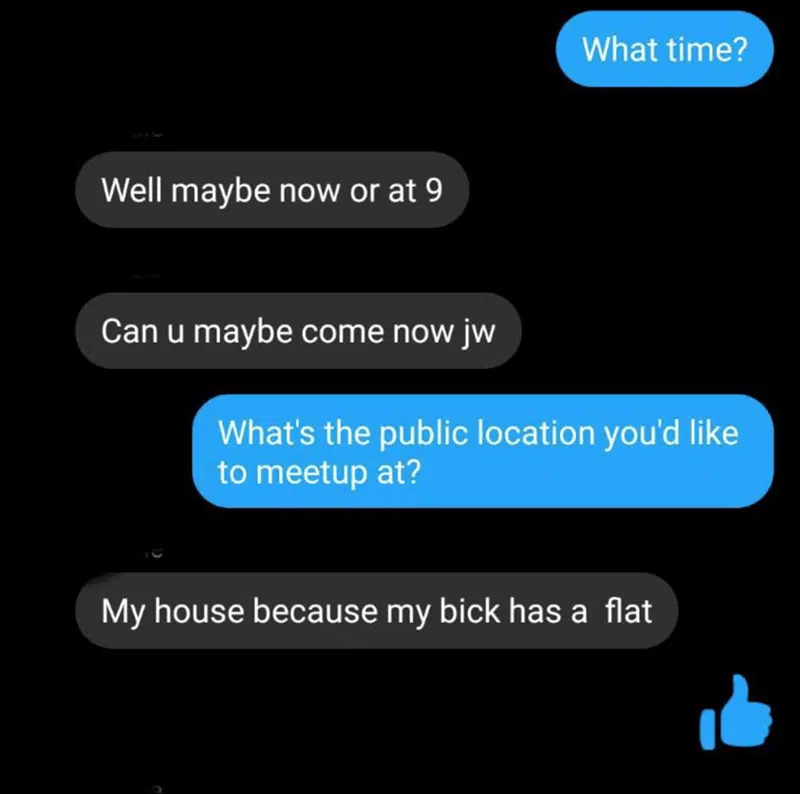 What time?
Well maybe now or at 9
Can u maybe come now jw
What's the public location you'd like
to meetup at?
My house because my bick has a flat